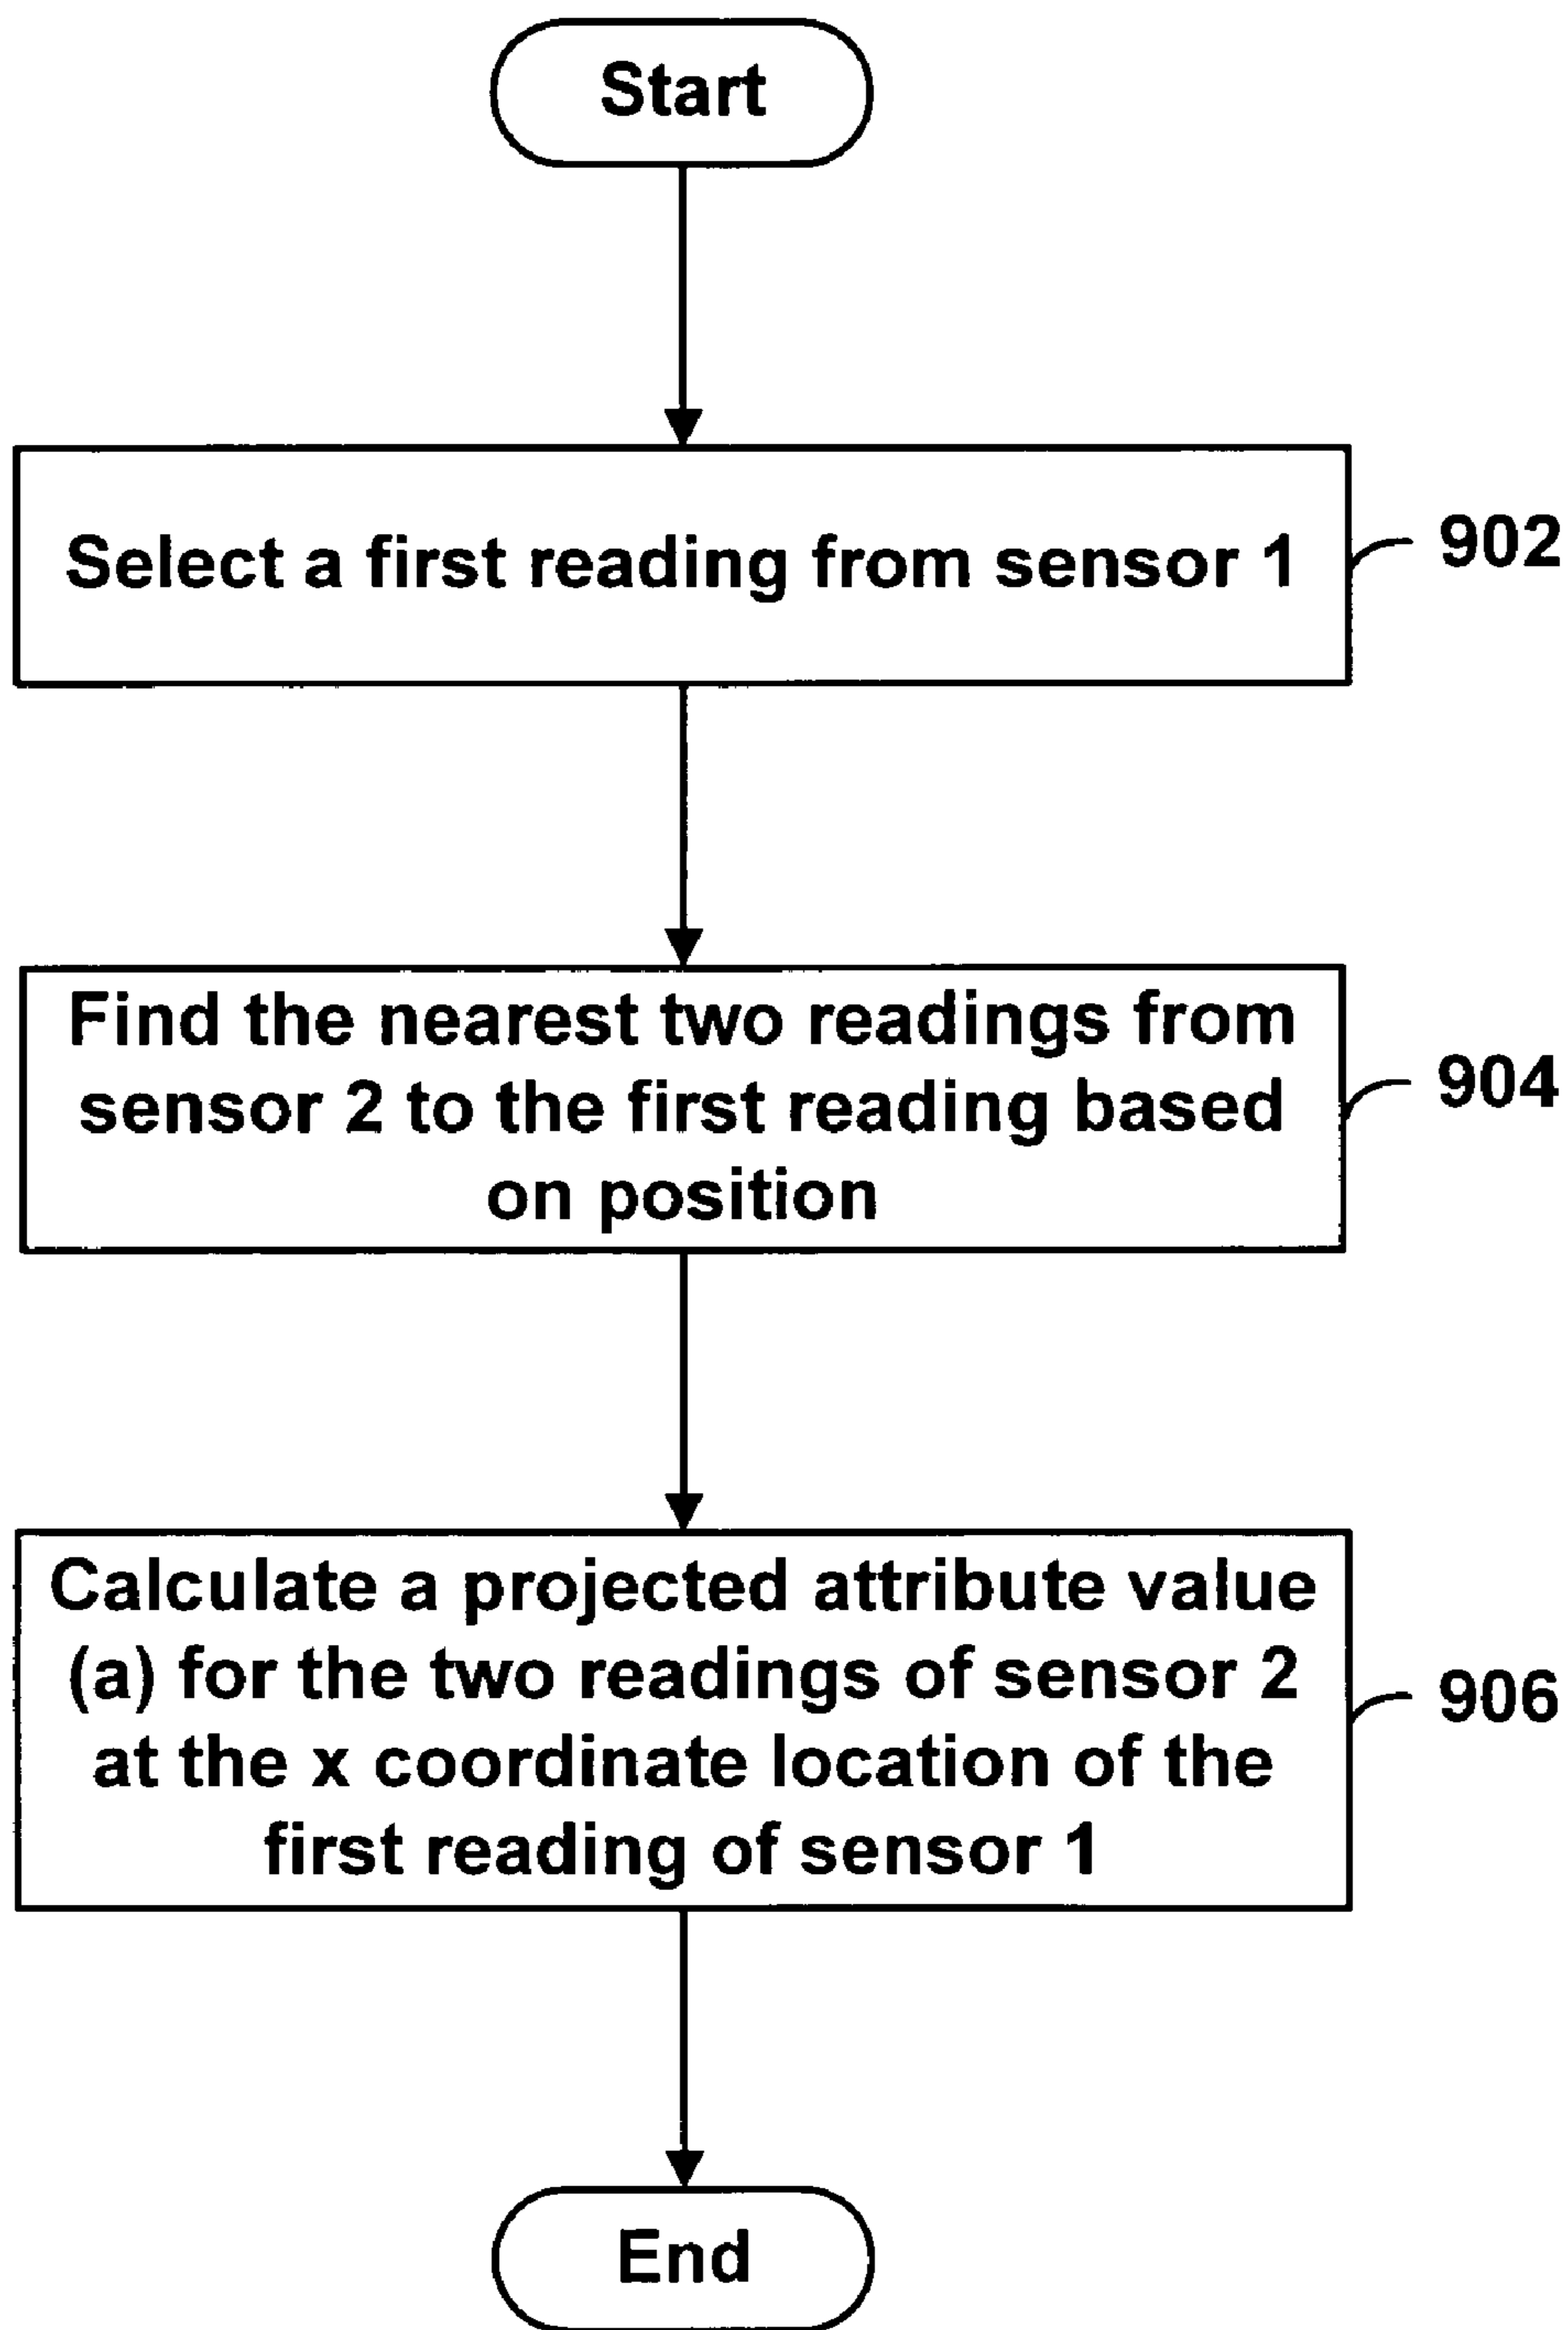 Start
Select a first reading from sensor 1
902
Find the nearest two readings from
sensor 2 to the first reading based
on position
904
Calculate a projected attribute value
(a) for the two readings of sensor 2
at the x coordinate location of the
first reading of sensor 1
906
End